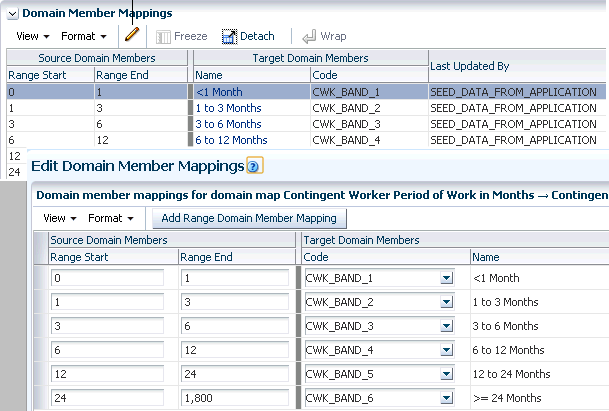 Domain Member Mappings
View Format Freeze Detach Wrap
Source Domain Members Target Domain Members Last Updated By
Range Start Range End Name Code
0 1 <1 Month CWK_BAND_1 SEED_DATA_FROM_APPLICATION
1 3 1 to 3 Months CWK_BAND_2 SEED_DATA_FROM_APPLICATION
3 6 3 to 6 Months CWK_BAND_3 SEED_DATA_FROM_APPLICATION
6 12 6 to 12 Months CWK_BAND_4 SEED_DATA_FROM_APPLICATION
12
24
Edit Domain Member Mappings ?
Domain member mappings for domain map Contingent Worker Period of Work in Months → Contingen
View Format Add Range Domain Member Mapping
Source Domain Members Target Domain Members
Range Start Range End Code Name
0 1 CWK_BAND_1 <1 Month
1 3 CWK_BAND_2 1 to 3 Months
3 6 CWK_BAND_3 3 to 6 Months
6 12 CWK_BAND_4 6 to 12 Months
12 24 CWK_BAND_5 12 to 24 Months
24 1,800 CWK_BAND_6 >= 24 Months